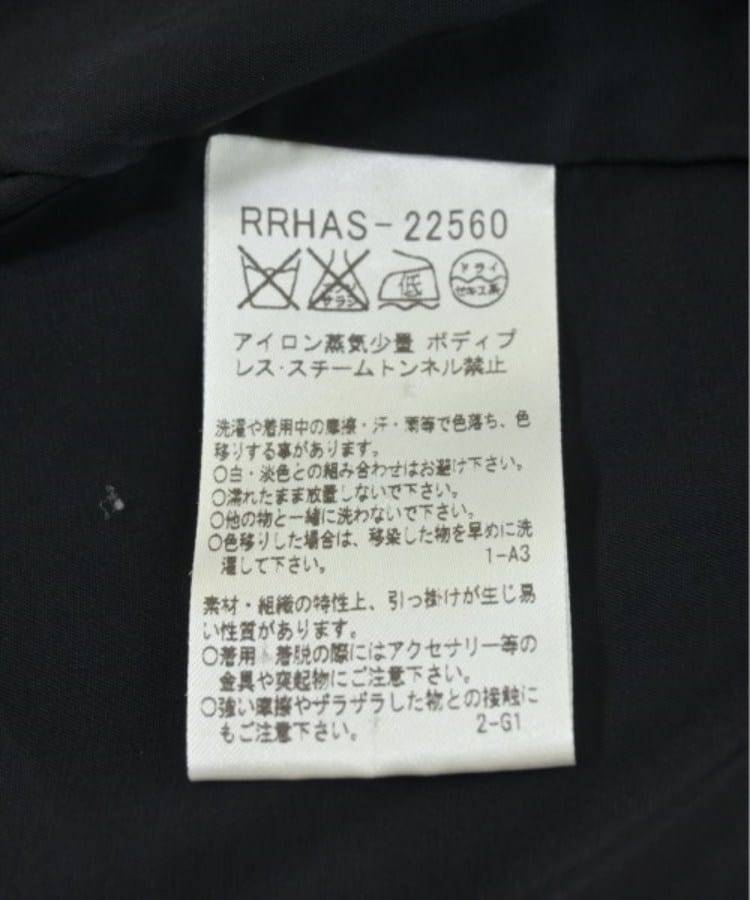 RRHAS-22560
エンソ サラシ 低 ドライ セキユ系
アイロン蒸気少量 ボディプ
レス・スチームトンネル禁止
洗濯や着用中の摩擦・汗・雨等で色落ち、色
移りする事があります。
○白・淡色との組み合わせはお避け下さい。
○濡れたまま放置しないで下さい。
○他の物と一緒に洗わないで下さい。
○色移りした場合は、移染した物を早めに洗
濯して下さい。 1-A3
素材・組織の特性上、引っ掛けが生じ易
い性質があります。
○着用・着脱の際にはアクセサリー等の
金具や突起物にご注意下さい。
○強い摩擦やザラザラした物との接触に
もご注意下さい。 2-G1